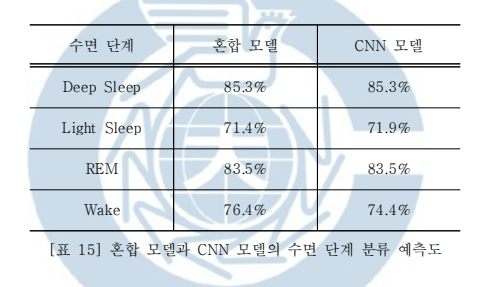 수면 단계 혼합 모델 CNN 모델
Deep Sleep 85.3% 85.3%
Light Sleep 71.4% 71.9%
REM 83.5% 83.5%
Wake 76.4% 74.4%
[표 15] 혼합 모델과 CNN 모델의 수면 단계 분류 예측도